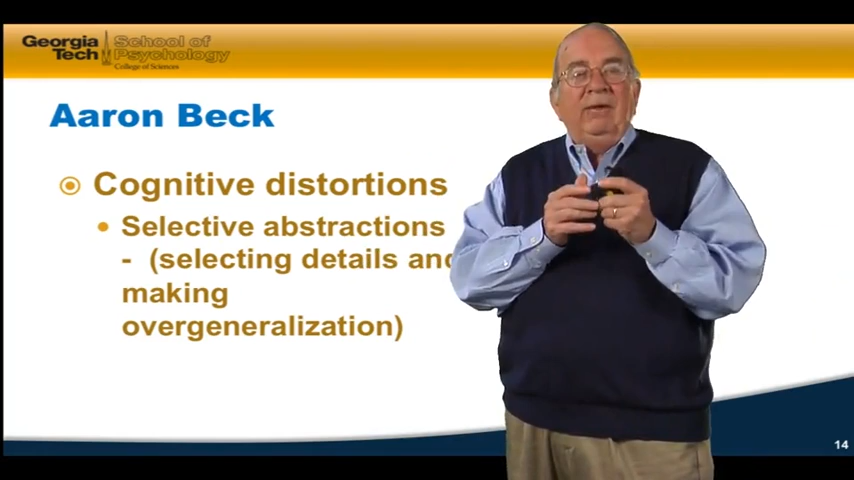 Georgia Tech
School of Psychology
College of Sciences
Aaron Beck
Cognitive distortions
Selective abstractions
- (selecting details and
making
overgeneralization)
14